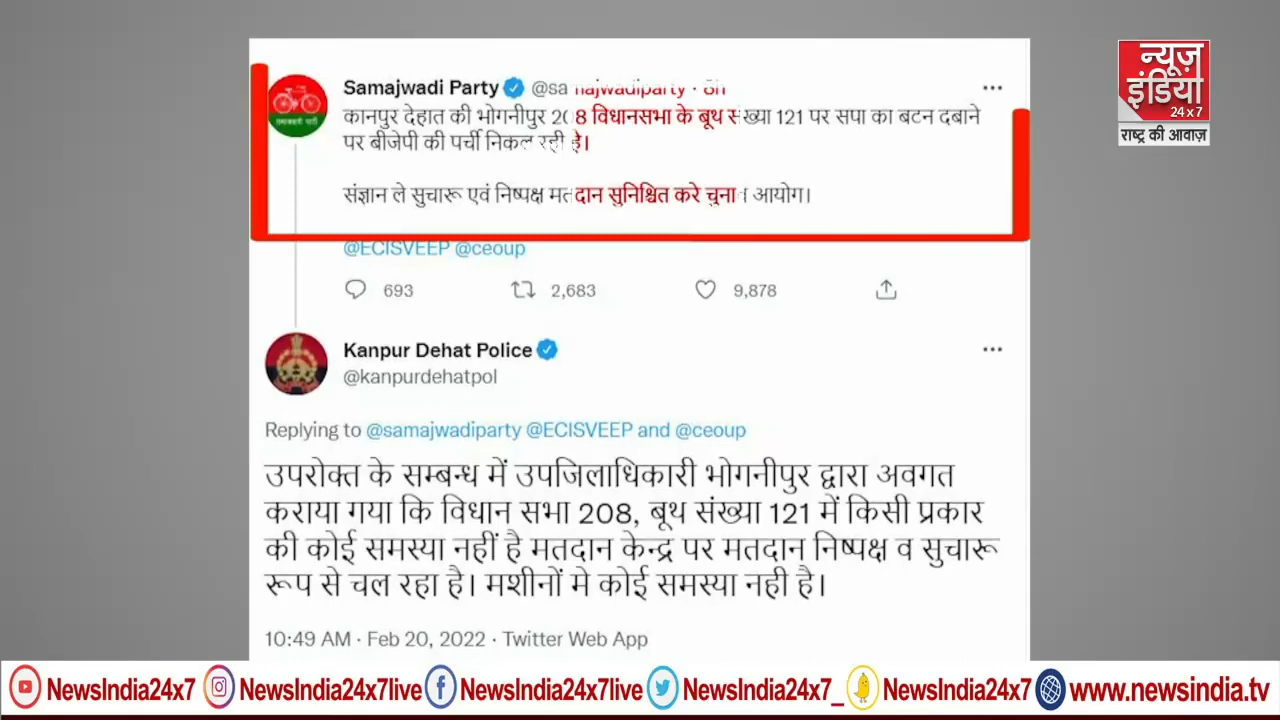 न्यूज़
इंडिया
24x7
राष्ट्र की आवाज़
Samajwadi Party @samajwadiparty · 8h
कानपुर देहात की भोगनीपुर 208 विधानसभा के बूथ संख्या 121 पर सपा का बटन दबाने
पर बीजेपी की पर्ची निकल रही है।
संज्ञान ले सुचारू एवं निष्पक्ष मतदान सुनिश्चित करे चुनाव आयोग।
@ECISVEEP @ceoup
693 2,683 9,878
Kanpur Dehat Police
@kanpurdehatpol
Replying to @samajwadiparty @ECISVEEP and @ceoup
उपरोक्त के सम्बन्ध में उपजिलाधिकारी भोगनीपुर द्वारा अवगत
कराया गया कि विधान सभा 208, बूथ संख्या 121 में किसी प्रकार
की कोई समस्या नहीं है मतदान केन्द्र पर मतदान निष्पक्ष व सुचारू
रूप से चल रहा है। मशीनों मे कोई समस्या नही है।
10:49 AM · Feb 20, 2022 · Twitter Web App
NewsIndia24x7 NewsIndia24x7live NewsIndia24x7live NewsIndia24x7_ NewsIndia24x7 www.newsindia.tv